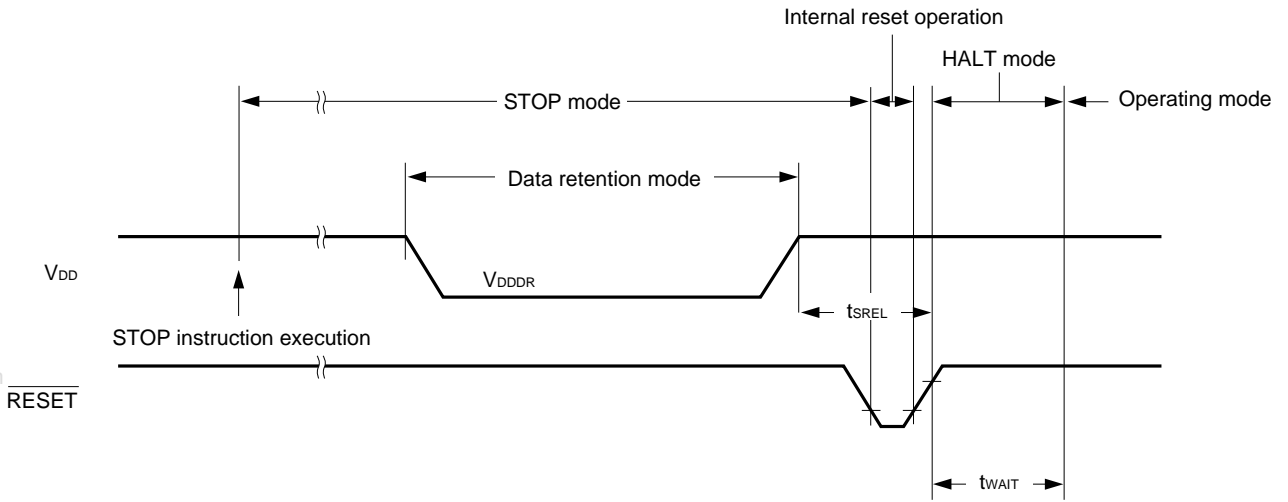 Internal reset operation
HALT mode
STOP mode
Operating mode
Data retention mode
VDD
VDDDR
tSREL
STOP instruction execution
RESET
tWAIT